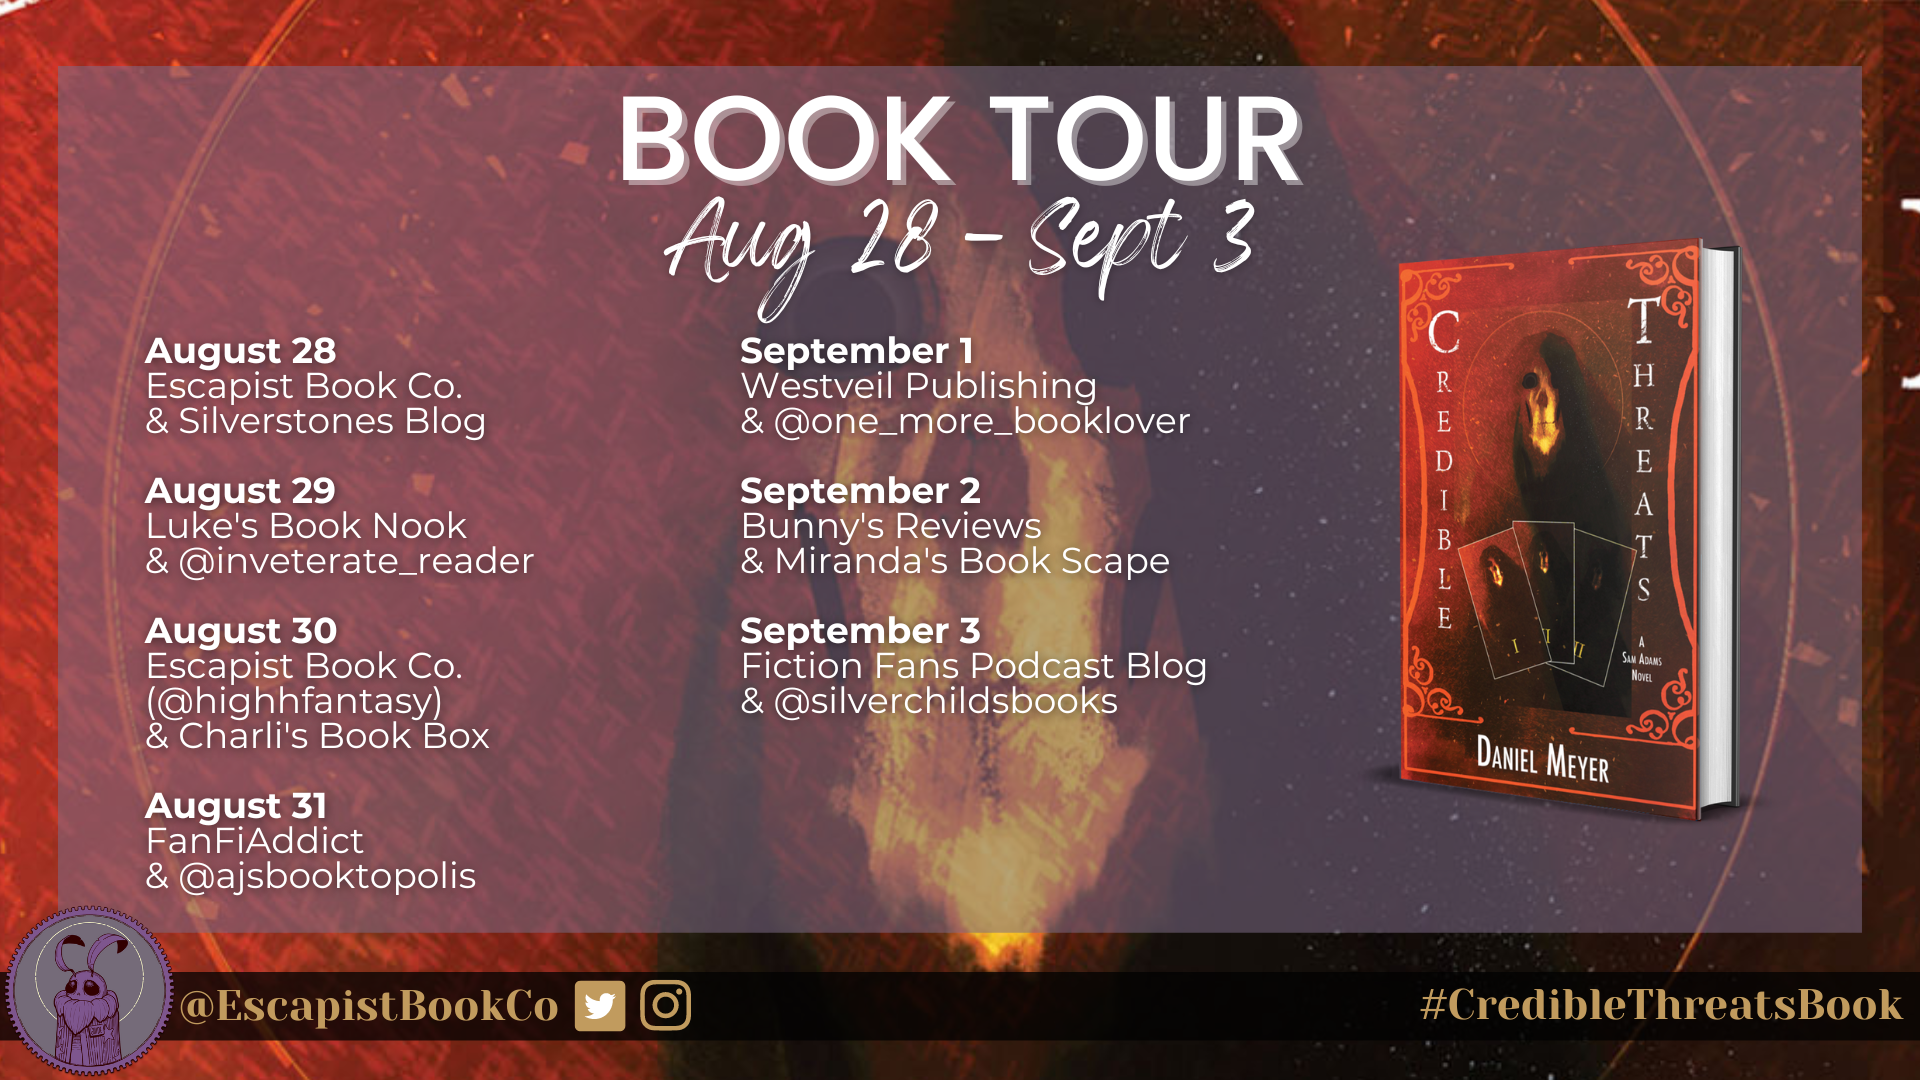 BOOK TOUR
Aug 28 - Sept 3
August 28
Escapist Book Co.
& Silverstones Blog
August 29
Luke's Book Nook
& @inveterate_reader
August 30
Escapist Book Co.
(@highhfantasy)
& Charli's Book Box
August 31
FanFiAddict
& @ajsbooktopolis
September 1
Westveil Publishing
& @one_more_booklover
September 2
Bunny's Reviews
& Miranda's Book Scape
September 3
Fiction Fans Podcast Blog
& @silverchildsbooks
CREDIBLE
THREATS
I
II
A
SAM ADAMS
NOVEL
DANIEL MEYER
@EscapistBookCo
#CredibleThreatsBook